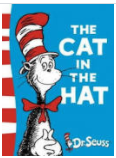 THE
CAT
IN
THE
HAT
Dr. Seuss